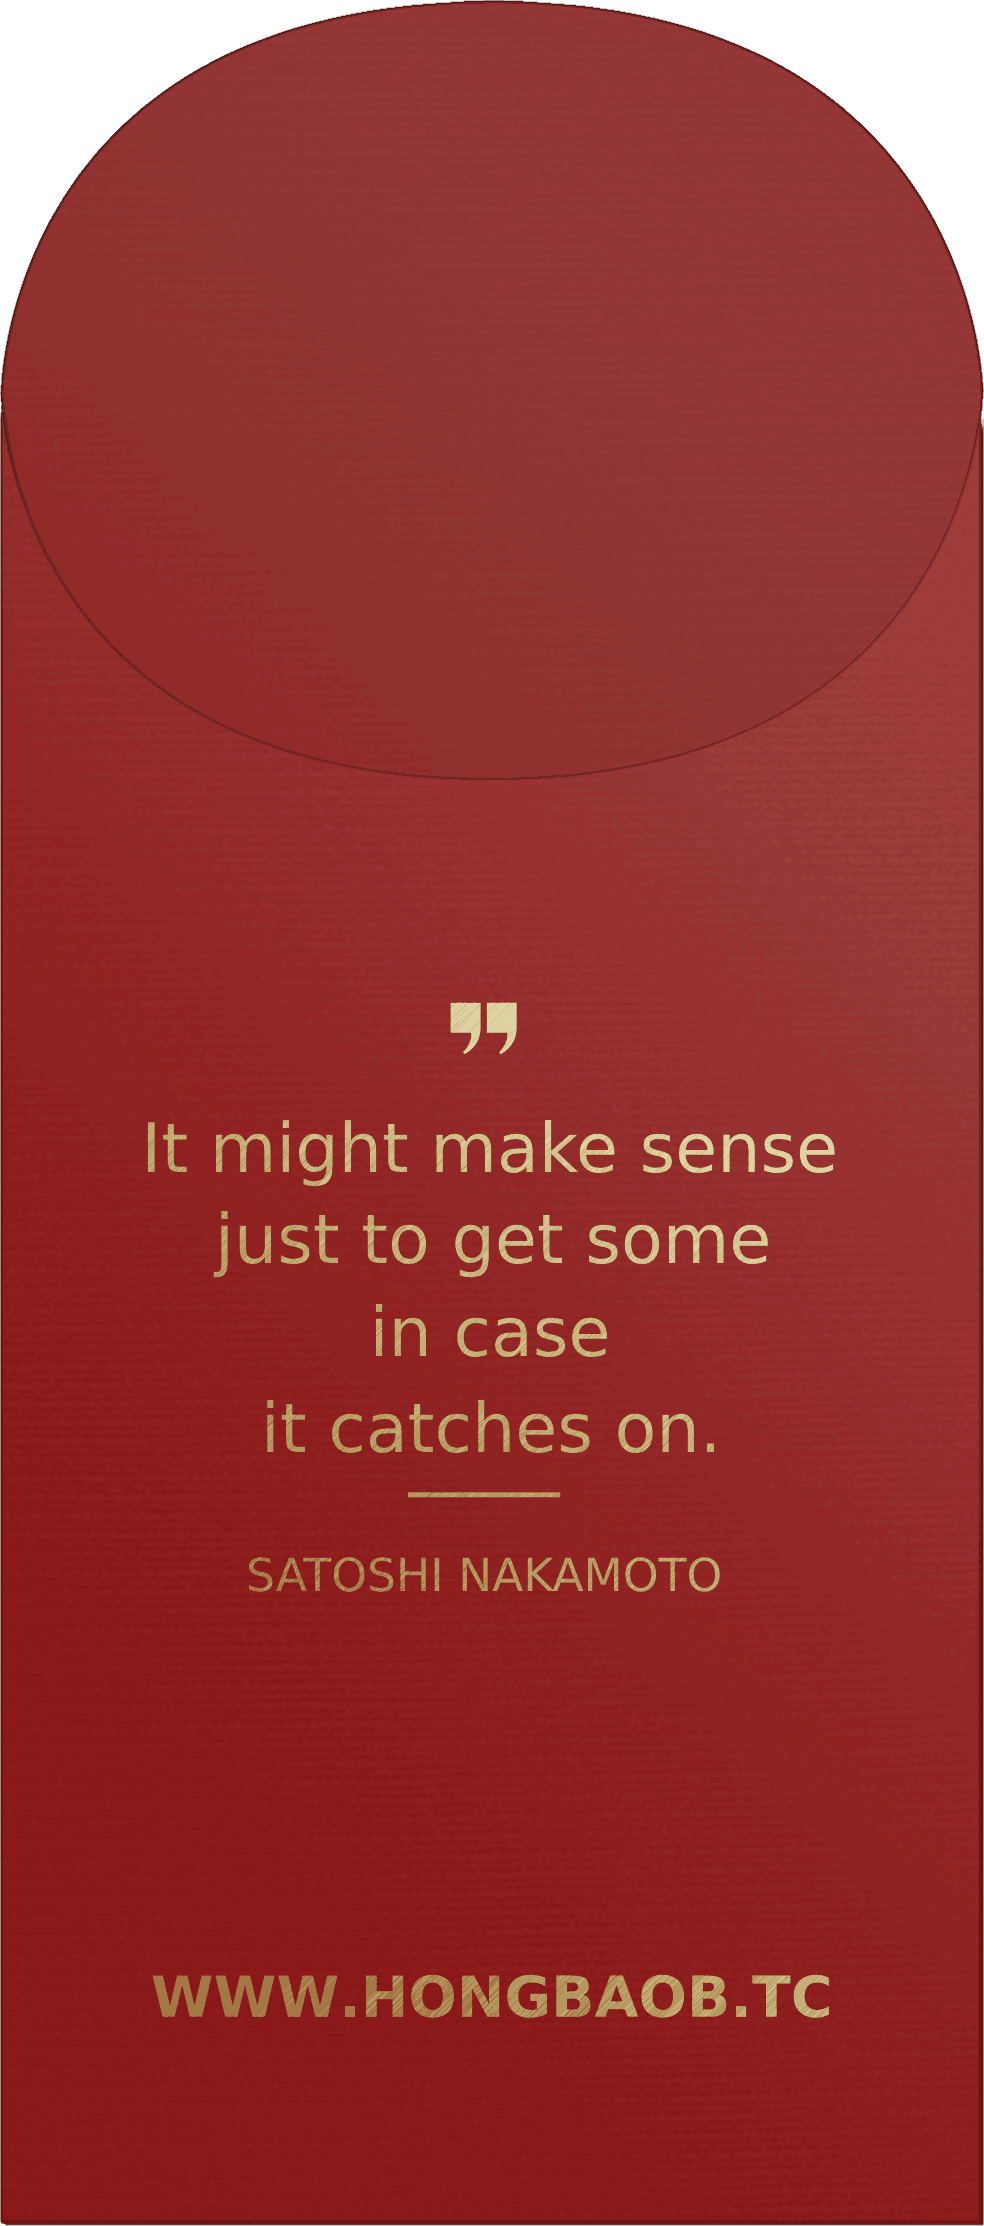 ”
It might make sense
just to get some
in case
it catches on.
SATOSHI NAKAMOTO
WWW.HONGBAOB.TC